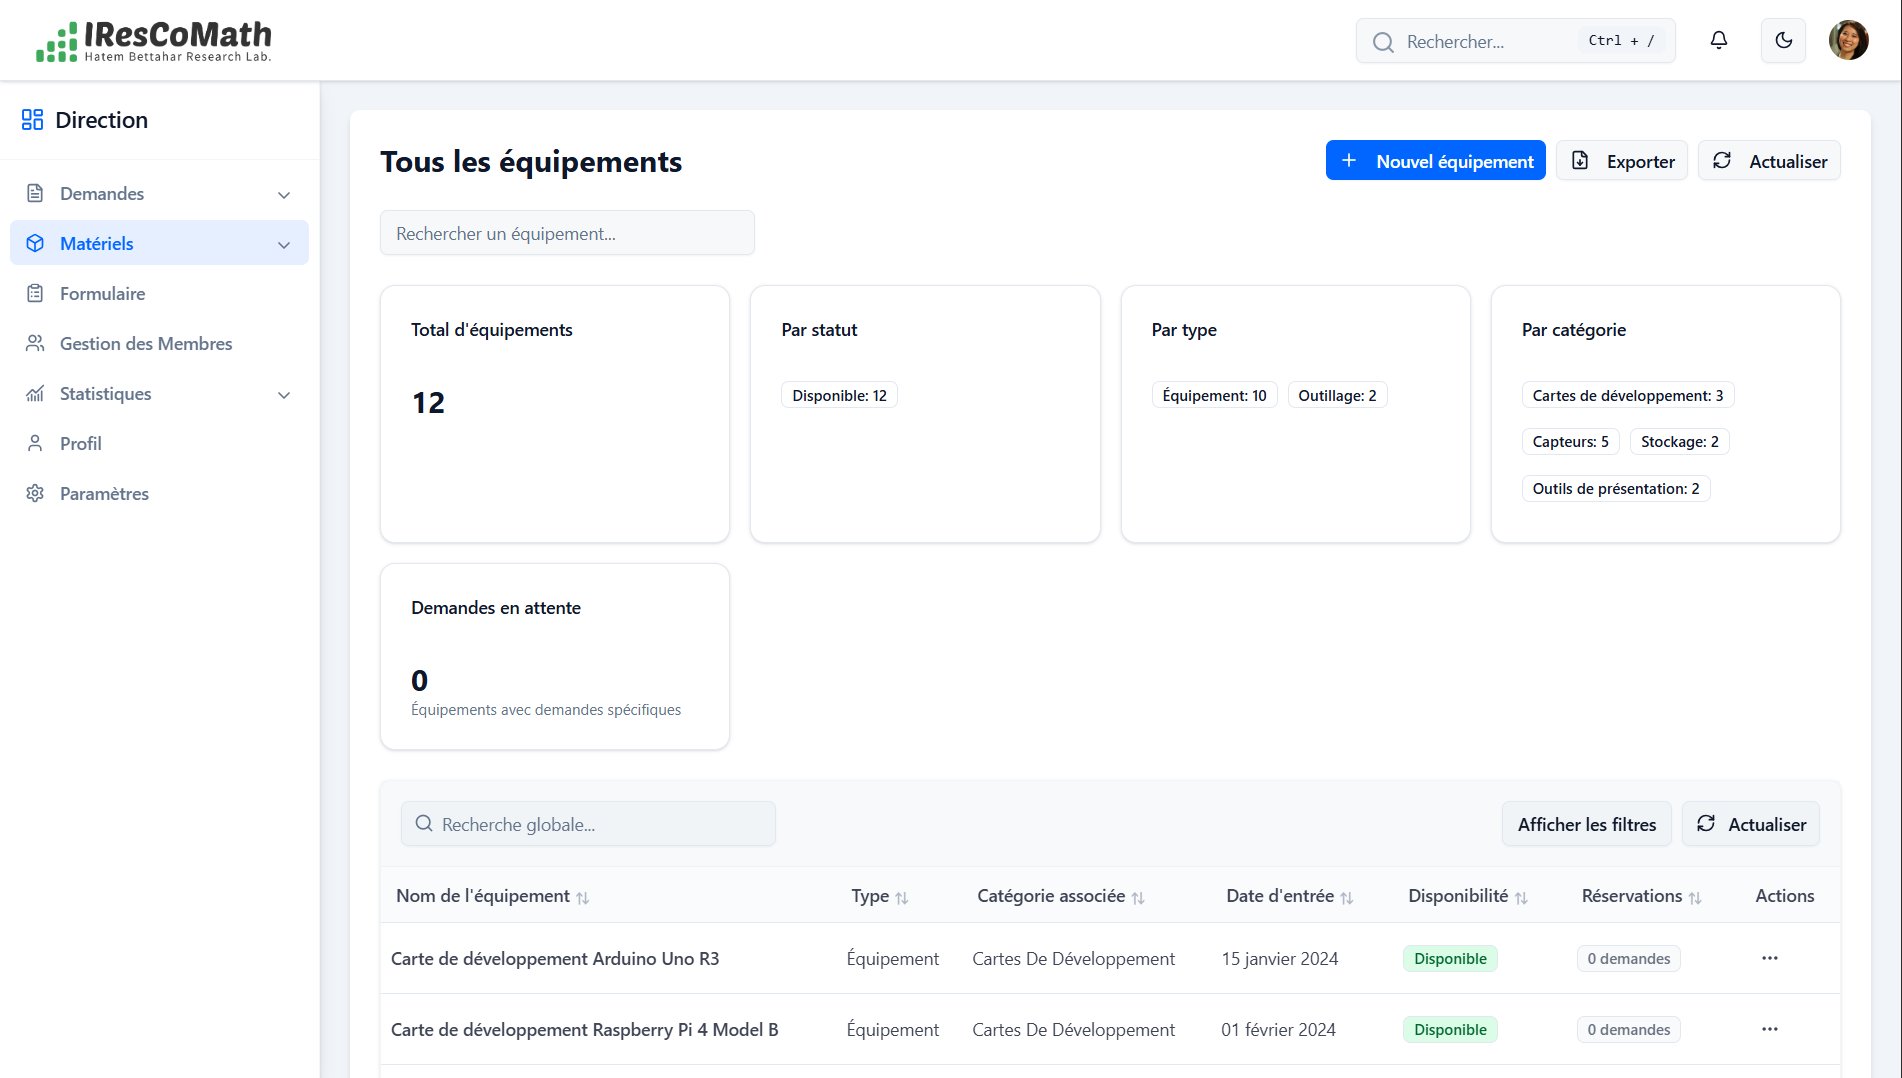 IResCoMath
Hatem Bettahar Research Lab.
Rechercher... Ctrl + /
Direction
Demandes
Matériels
Formulaire
Gestion des Membres
Statistiques
Profil
Paramètres
Tous les équipements
Nouvel équipement Exporter Actualiser
Rechercher un équipement...
Total d'équipements
12
Par statut
Disponible: 12
Par type
Équipement: 10 Outillage: 2
Par catégorie
Cartes de développement: 3
Capteurs: 5 Stockage: 2
Outils de présentation: 2
Demandes en attente
0
Équipements avec demandes spécifiques
Recherche globale... Afficher les filtres Actualiser
Nom de l'équipement Type Catégorie associée Date d'entrée Disponibilité Réservations Actions
Carte de développement Arduino Uno R3 Équipement Cartes De Développement 15 janvier 2024 Disponible 0 demandes
Carte de développement Raspberry Pi 4 Model B Équipement Cartes De Développement 01 février 2024 Disponible 0 demandes